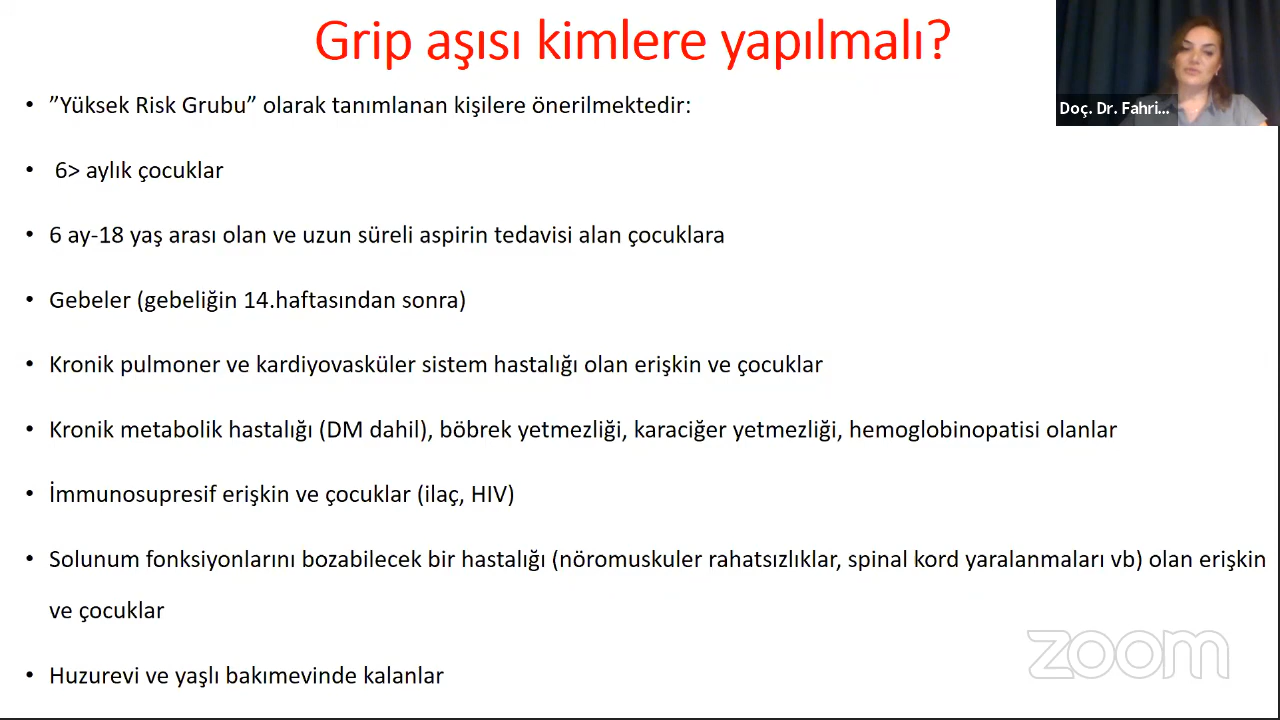 Grip aşısı kimlere yapılmalı?
Doç. Dr. Fahri...
• ”Yüksek Risk Grubu” olarak tanımlanan kişilere önerilmektedir:
• 6> aylık çocuklar
• 6 ay-18 yaş arası olan ve uzun süreli aspirin tedavisi alan çocuklara
• Gebeler (gebeliğin 14.haftasından sonra)
• Kronik pulmoner ve kardiyovasküler sistem hastalığı olan erişkin ve çocuklar
• Kronik metabolik hastalığı (DM dahil), böbrek yetmezliği, karaciğer yetmezliği, hemoglobinopatisi olanlar
• İmmunosupresif erişkin ve çocuklar (ilaç, HIV)
• Solunum fonksiyonlarını bozabilecek bir hastalığı (nöromuskuler rahatsızlıklar, spinal kord yaralanmaları vb) olan erişkin
ve çocuklar
• Huzurevi ve yaşlı bakımevinde kalanlar
zoom